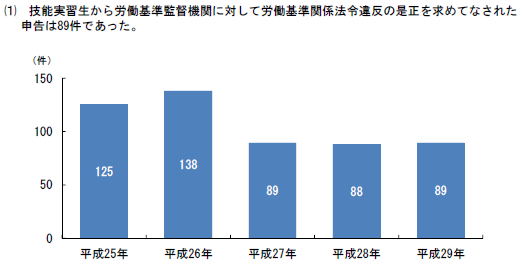 (1) 技能実習生から労働基準監督機関に対して労働基準関係法令違反の是正を求めてなされた
申告は89件であった。
(件)
150
100
50
0
125
138
89
88
89
平成25年 平成26年 平成27年 平成28年 平成29年